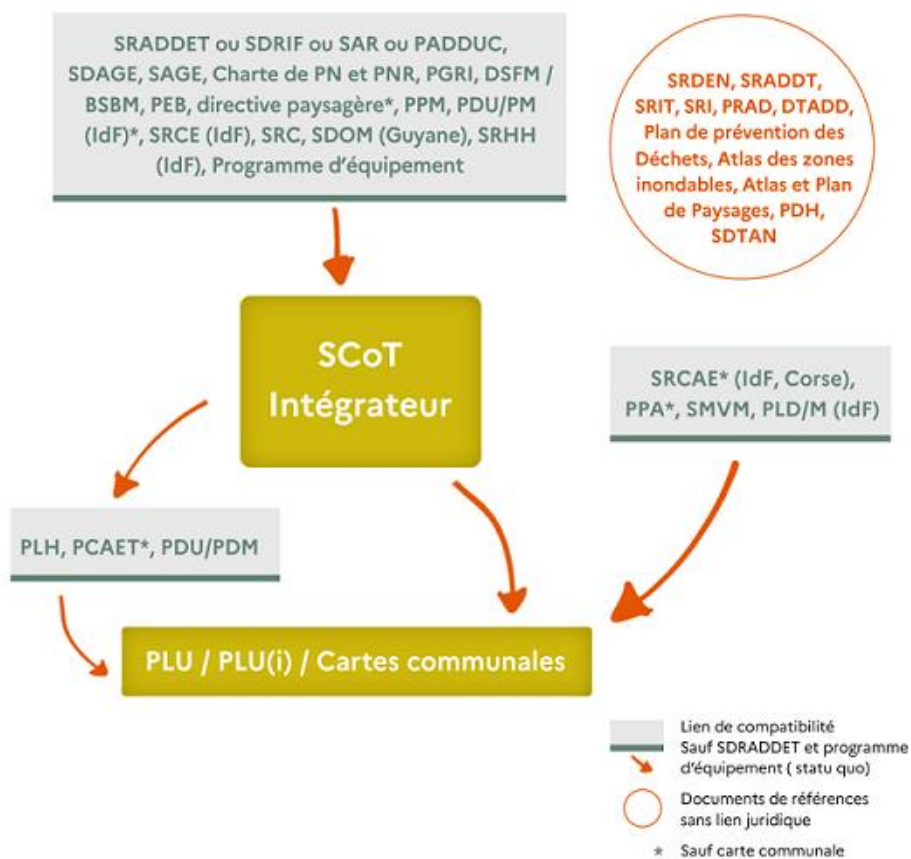 SRADDET ou SDRIF ou SAR ou PADDUC,
SDAGE, SAGE, Charte de PN et PNR, PGRI, DSFM /
BSBM, PEB, directive paysagère*, PPM, PDU/PM
(IdF)*, SRCE (IdF), SRC, SDOM (Guyane), SRHH
(IdF), Programme d'équipement
SRDEN, SRADDT,
SRIT, SRI, PRAD, DTADD,
Plan de prévention des
Déchets, Atlas des zones
inondables, Atlas et Plan
de Paysages, PDH,
SDTAN
SCoT
Intégrateur
SRCAE* (IdF, Corse),
PPA*, SMVM, PLD/M (IdF)
PLH, PCAET*, PDU/PDM
PLU / PLU(i) / Cartes communales
Lien de compatibilité
Sauf SDRADDET et programme
d'équipement ( statu quo)
Documents de références
sans lien juridique
* Sauf carte communale